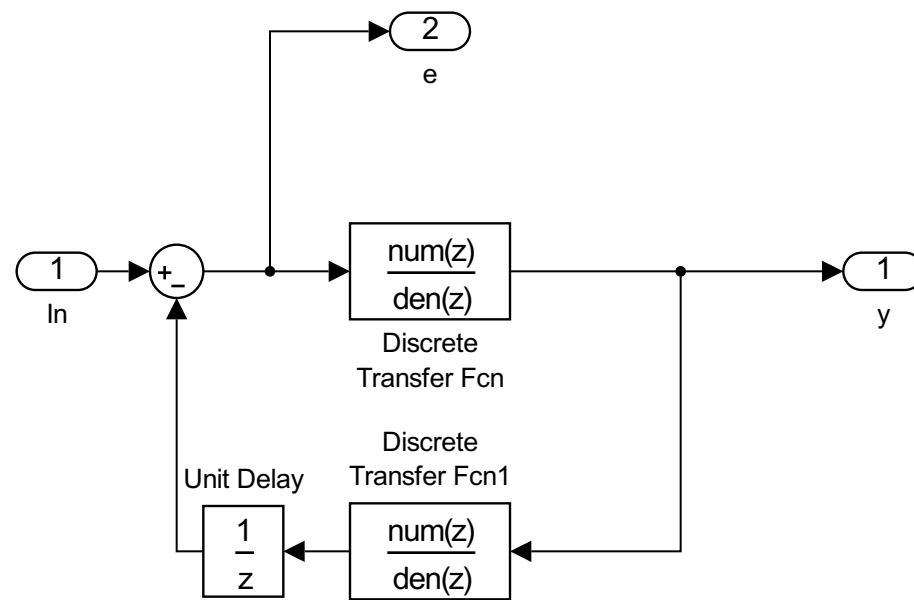 2
e
1
In
+
−
num(z)
den(z)
Discrete
Transfer Fcn
1
y
Discrete
Transfer Fcn1
Unit Delay
1
z
num(z)
den(z)